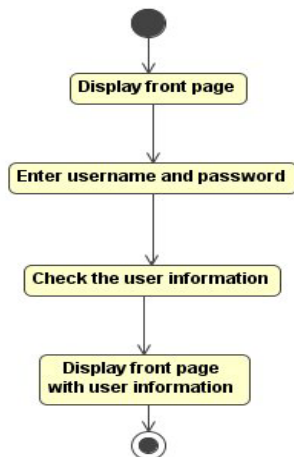 Display front page
Enter username and password
Check the user information
Display front page
with user information